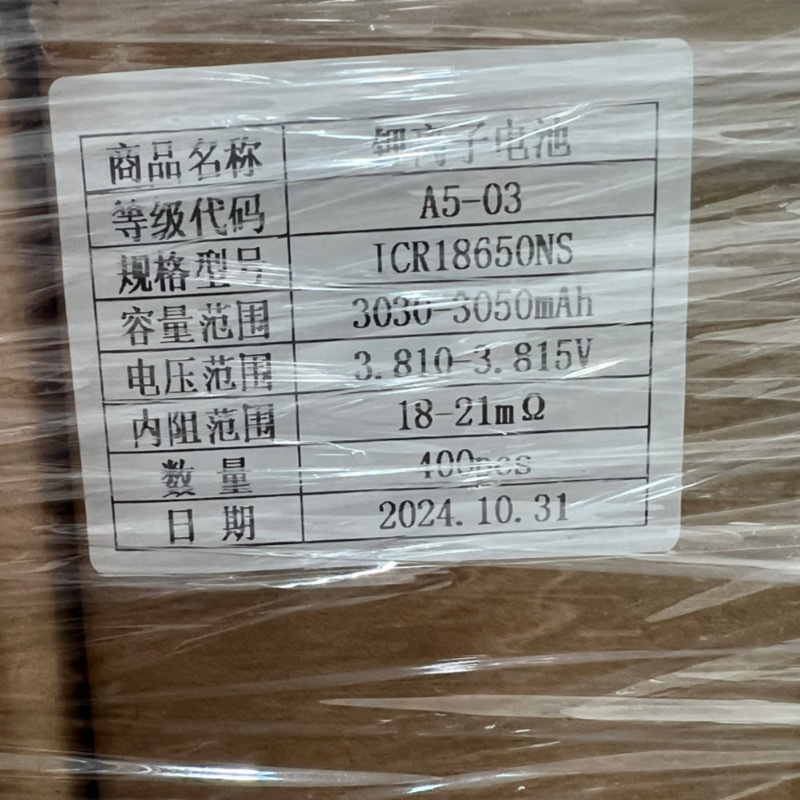 商品名称 锂离子电池
等级代码 A5-03
规格型号 ICR18650NS
容量范围 3030-3050mAh
电压范围 3.810-3.815V
内阻范围 18-21mΩ
数量 400pcs
日期 2024.10.31